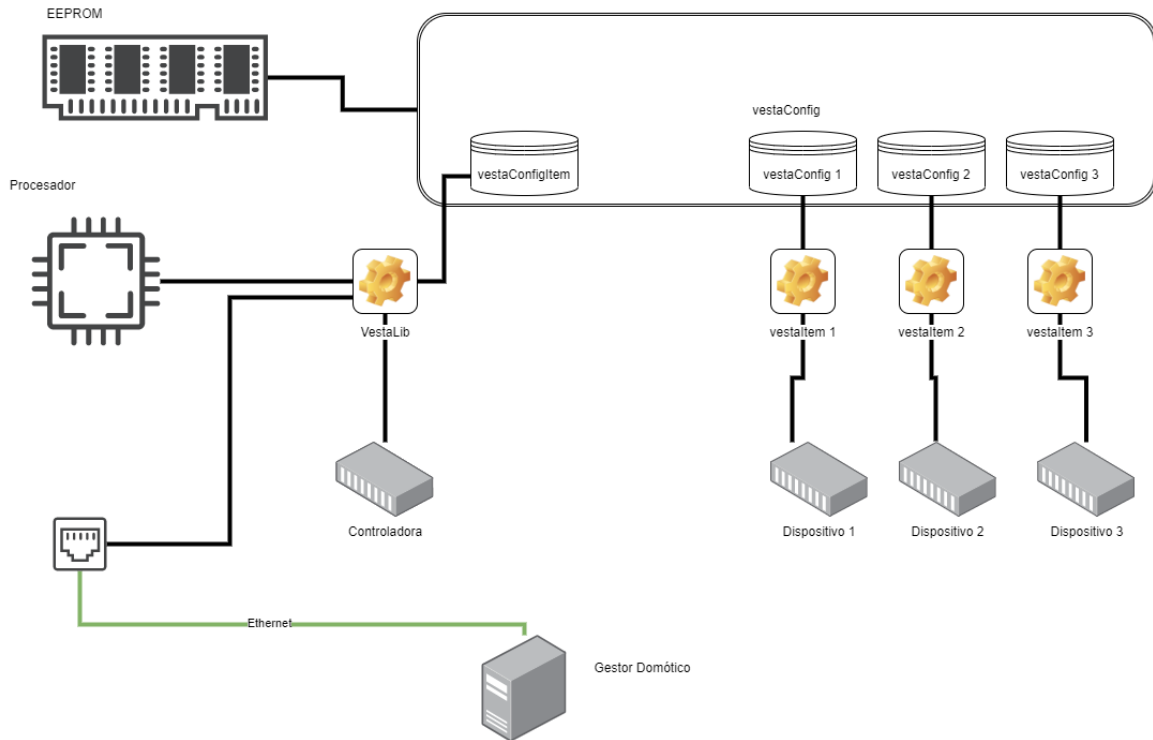 EEPROM
vestaConfig
vestaConfigItem
vestaConfig 1
vestaConfig 2
vestaConfig 3
Procesador
VestaLib
vestaItem 1
vestaItem 2
vestaItem 3
Controladora
Dispositivo 1
Dispositivo 2
Dispositivo 3
Ethernet
Gestor Domótico